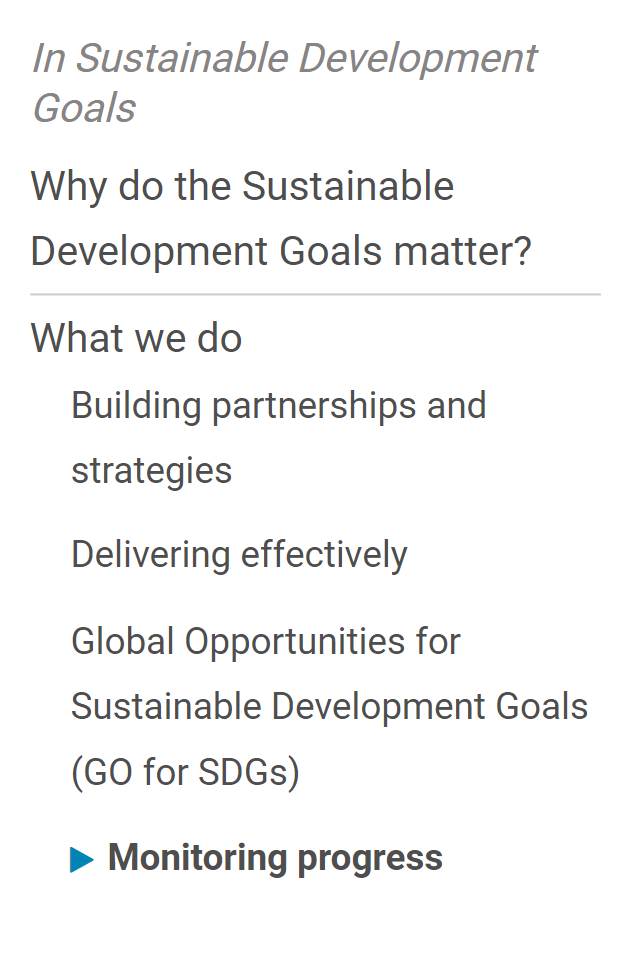 In Sustainable Development
Goals
Why do the Sustainable
Development Goals matter?
What we do
Building partnerships and
strategies
Delivering effectively
Global Opportunities for
Sustainable Development Goals
(GO for SDGs)
Monitoring progress